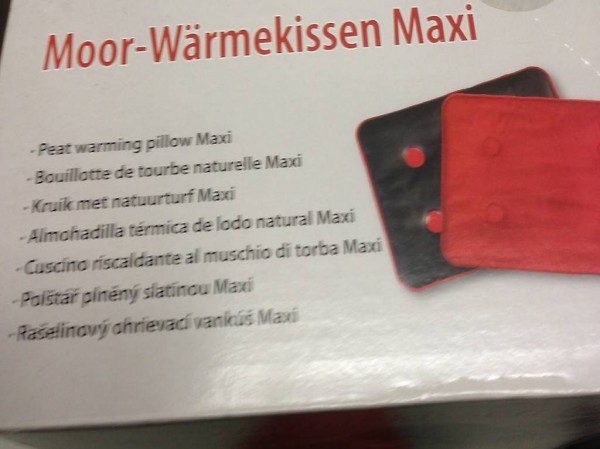 Moor-Wärmekissen Maxi
- Peat warming pillow Maxi
- Bouillotte de tourbe naturelle Maxi
- Kruik met natuurturf Maxi
- Almohadilla térmica de lodo natural Maxi
- Cuscino riscaldante al muschio di torba Maxi
- Polštář plněný slatinou Maxi
- Rašelinový ohrievací vankúš Maxi